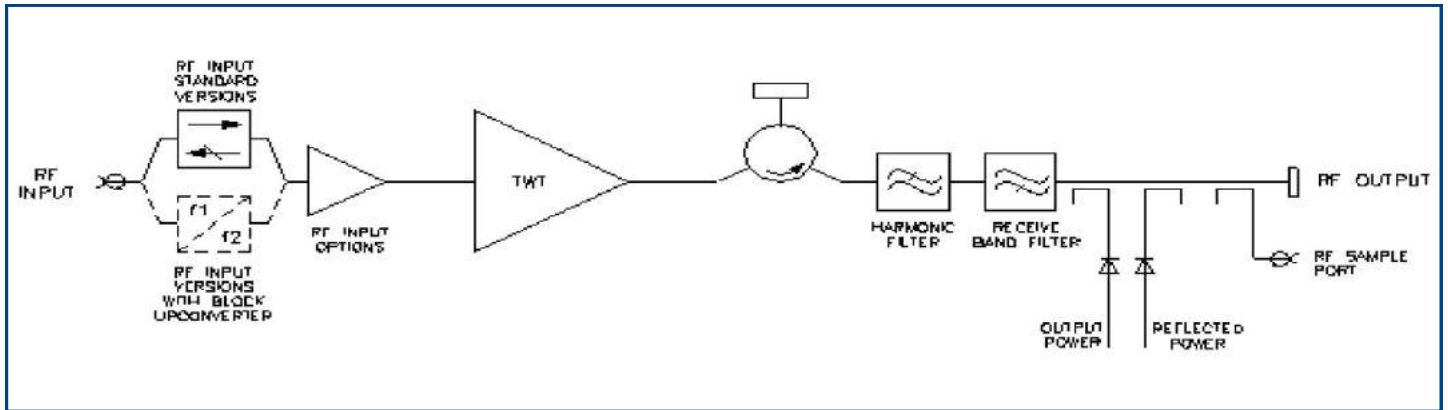 RF INPUT
STANDARD
VERSIONS
RF
INPUT
f1
f2
RF INPUT
VERSIONS
WITH BLOCK
UPCONVERTER
RF INPUT
OPTIONS
TWT
HARMONIC
FILTER
RECEIVE
BAND FILTER
RF OUTPUT
RF SAMPLE
PORT
OUTPUT
POWER
REFLECTED
POWER